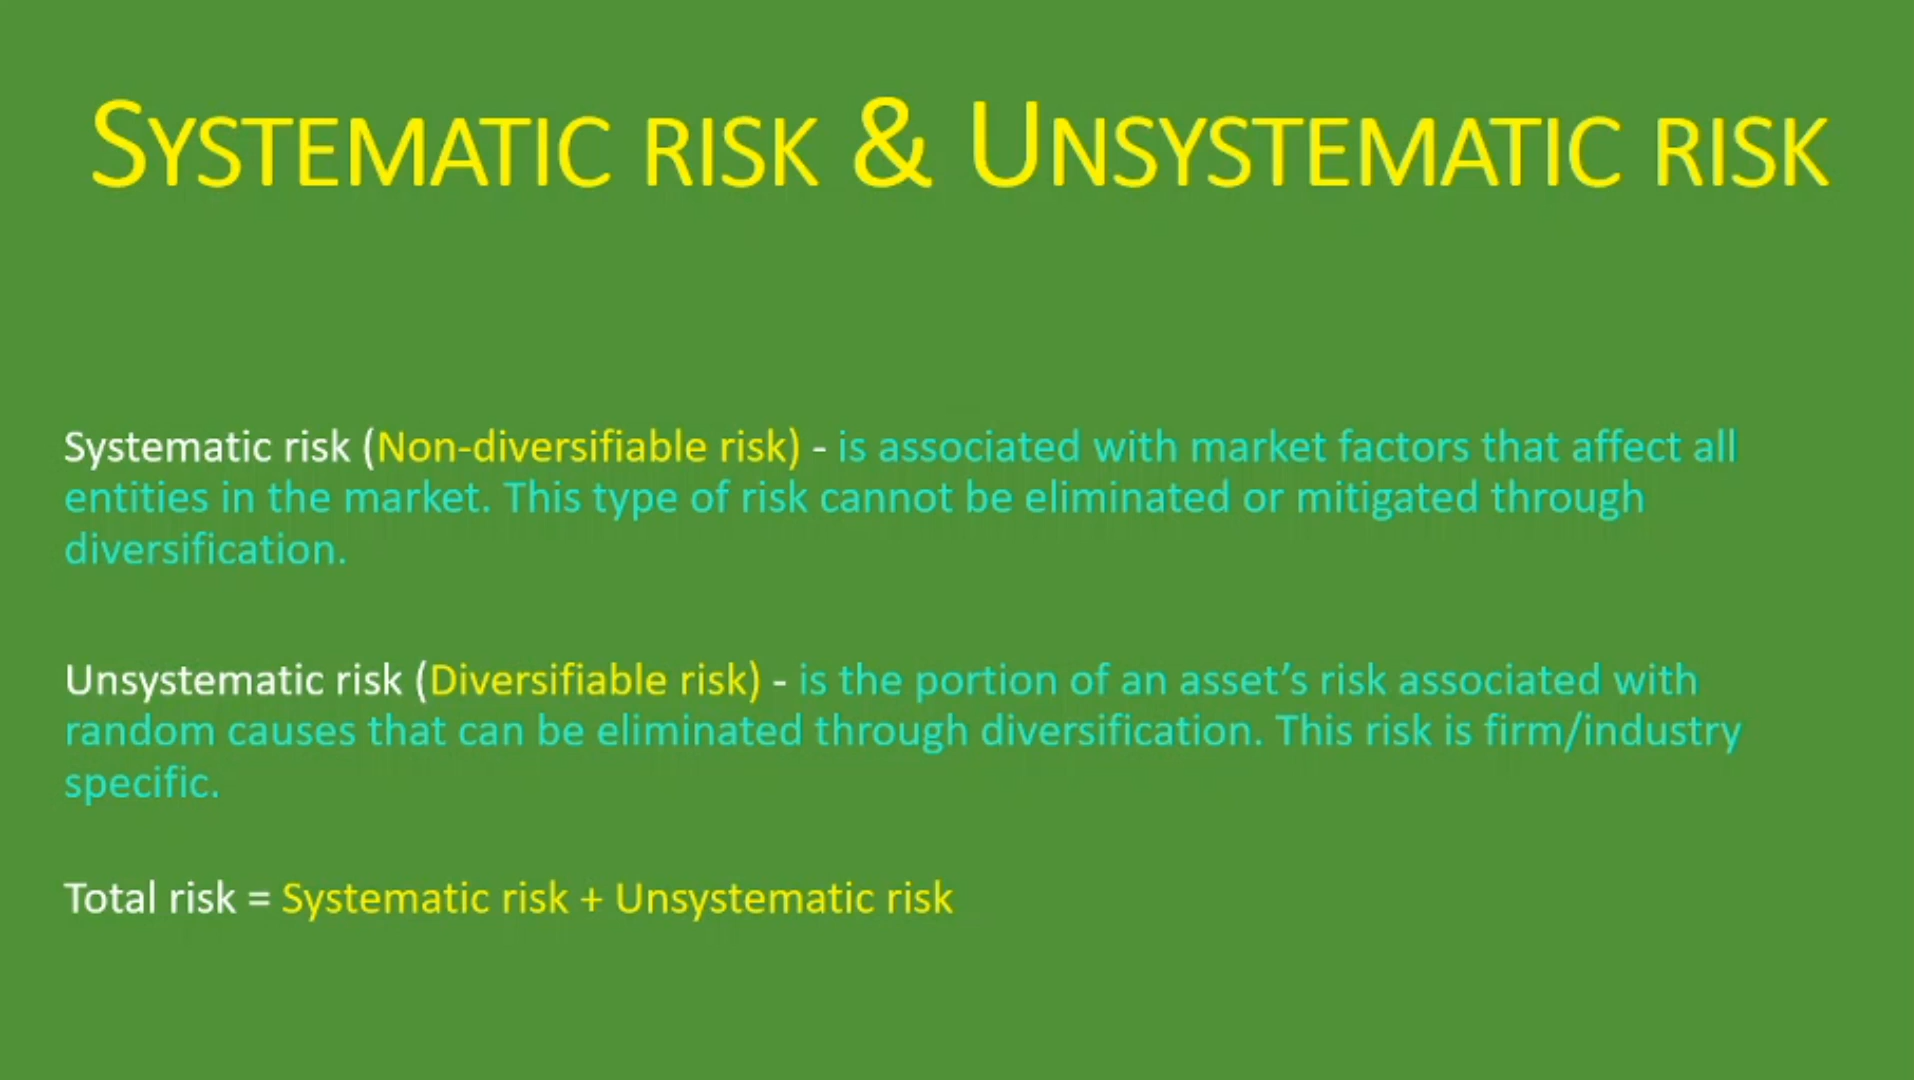 SYSTEMATIC RISK & UNSYSTEMATIC RISK
Systematic risk (Non-diversifiable risk) - is associated with market factors that affect all
entities in the market. This type of risk cannot be eliminated or mitigated through
diversification.
Unsystematic risk (Diversifiable risk) - is the portion of an asset’s risk associated with
random causes that can be eliminated through diversification. This risk is firm/industry
specific.
Total risk = Systematic risk + Unsystematic risk